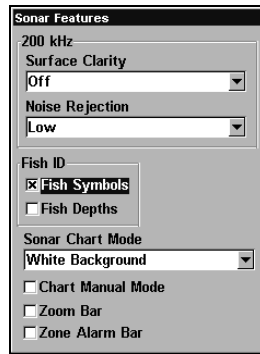 Sonar Features
200 kHz
Surface Clarity
Off
Noise Rejection
Low
Fish ID
Fish Symbols
Fish Depths
Sonar Chart Mode
White Background
Chart Manual Mode
Zoom Bar
Zone Alarm Bar